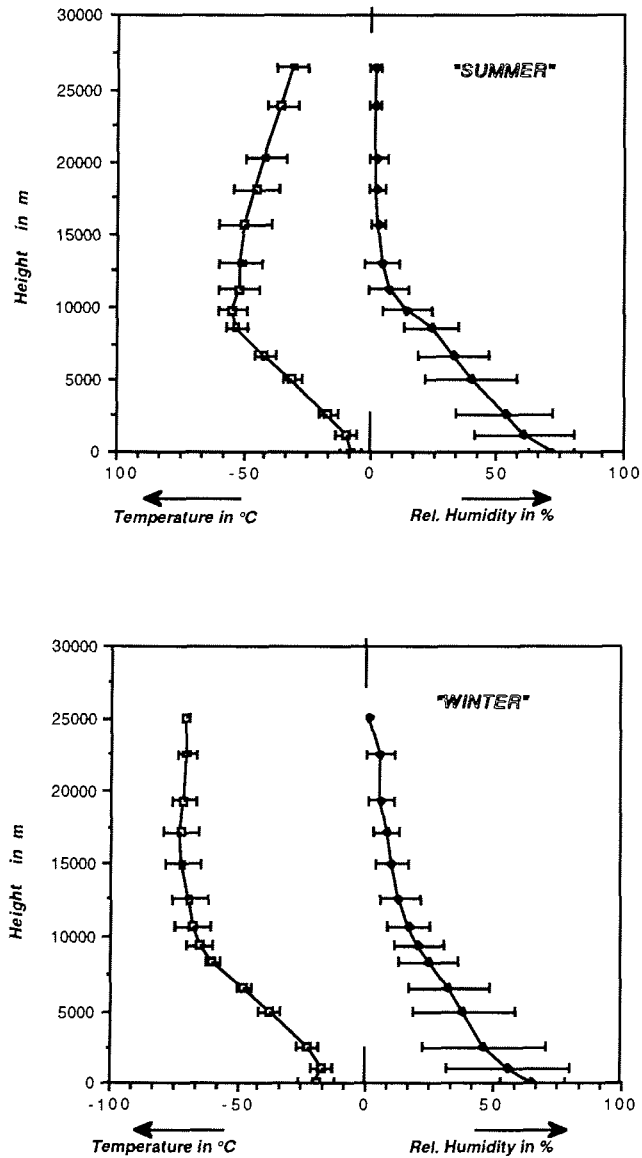 30000
"SUMMER"
25000
20000
15000
10000
5000
0
Height in m
100 -50 0 50 100
Temperature in °C Rel. Humidity in %
30000
"WINTER"
25000
20000
15000
10000
5000
0
Height in m
-100 -50 0 50 100
Temperature in °C Rel. Humidity in %